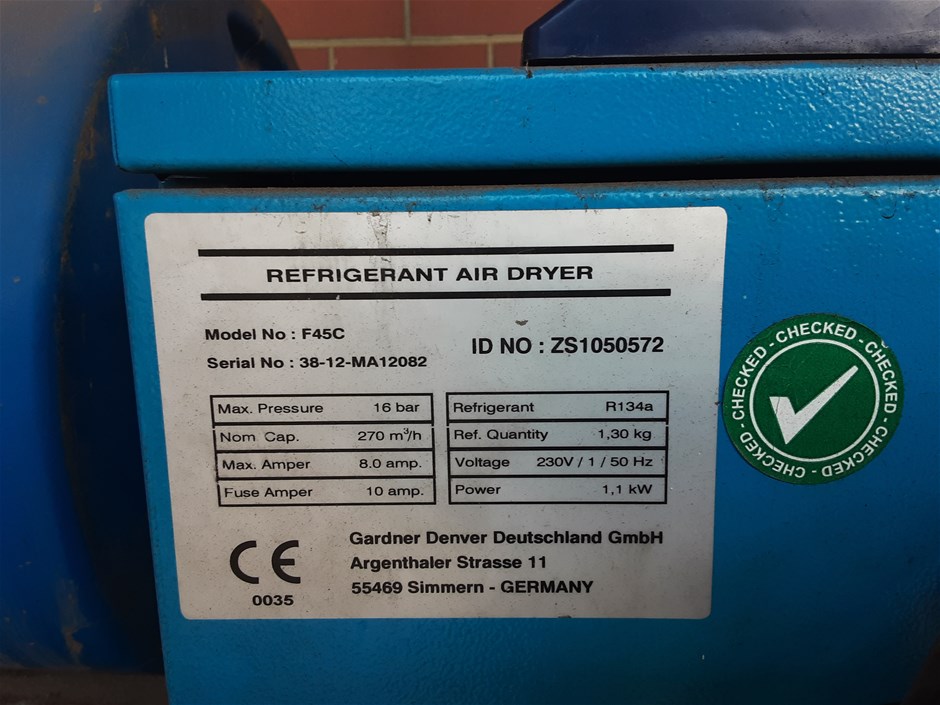 REFRIGERANT AIR DRYER
Model No : F45C
ID NO : ZS1050572
Serial No : 38-12-MA12082
Max. Pressure 16 bar
Nom Cap. 270 m³/h
Max. Amper 8.0 amp.
Fuse Amper 10 amp.
Refrigerant R134a
Ref. Quantity 1,30 kg
Voltage 230V / 1 / 50 Hz
Power 1,1 kW
CE
0035
Gardner Denver Deutschland GmbH
Argenthaler Strasse 11
55469 Simmern - GERMANY
CHECKED - CHECKED - CHECKED - CHECKED - CHECKED -